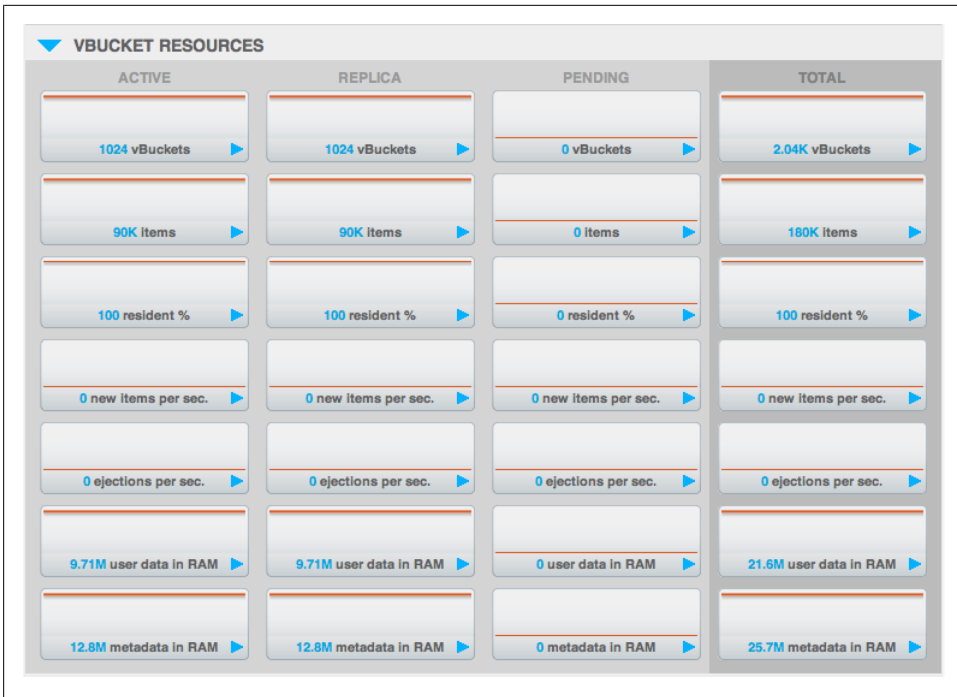 VBUCKET RESOURCES
ACTIVE REPLICA PENDING TOTAL
1024 vBuckets 1024 vBuckets 0 vBuckets 2.04K vBuckets
90K items 90K items 0 items 180K items
100 resident % 100 resident % 0 resident % 100 resident %
0 new items per sec. 0 new items per sec. 0 new items per sec. 0 new items per sec.
0 ejections per sec. 0 ejections per sec. 0 ejections per sec. 0 ejections per sec.
9.71M user data in RAM 9.71M user data in RAM 0 user data in RAM 21.6M user data in RAM
12.8M metadata in RAM 12.8M metadata in RAM 0 metadata in RAM 25.7M metadata in RAM